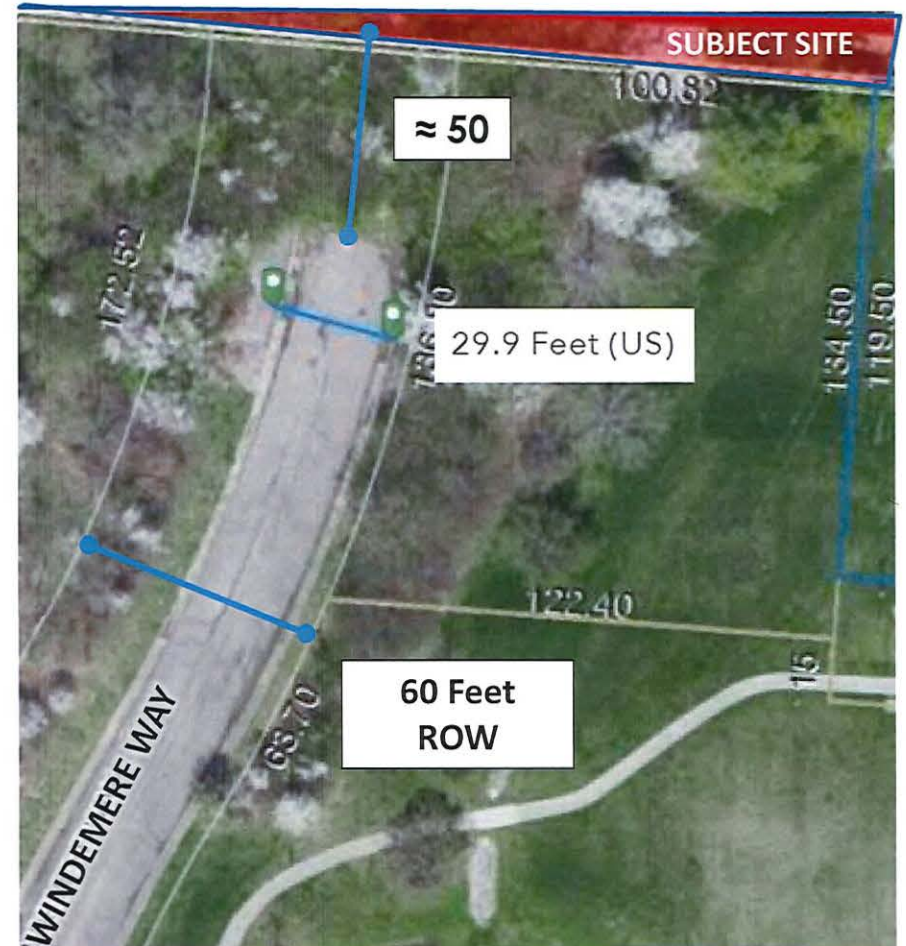 SUBJECT SITE
100.82
≈ 50
172.52
29.9 Feet (US)
134.50
119.50
122.40
15
60 Feet
ROW
63.70
WINDEMERE WAY